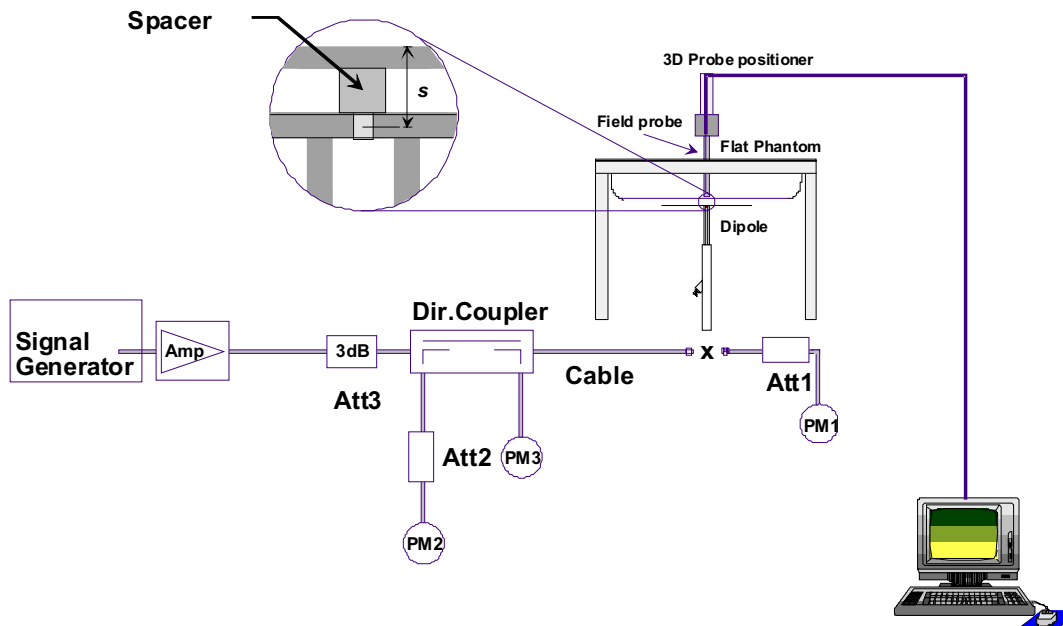 Spacer
s
3D Probe positioner
Field probe
Flat Phantom
Dipole
Dir.Coupler
Signal
Generator
Amp
3dB
Att3
Cable
x
Att1
PM1
Att2
PM3
PM2